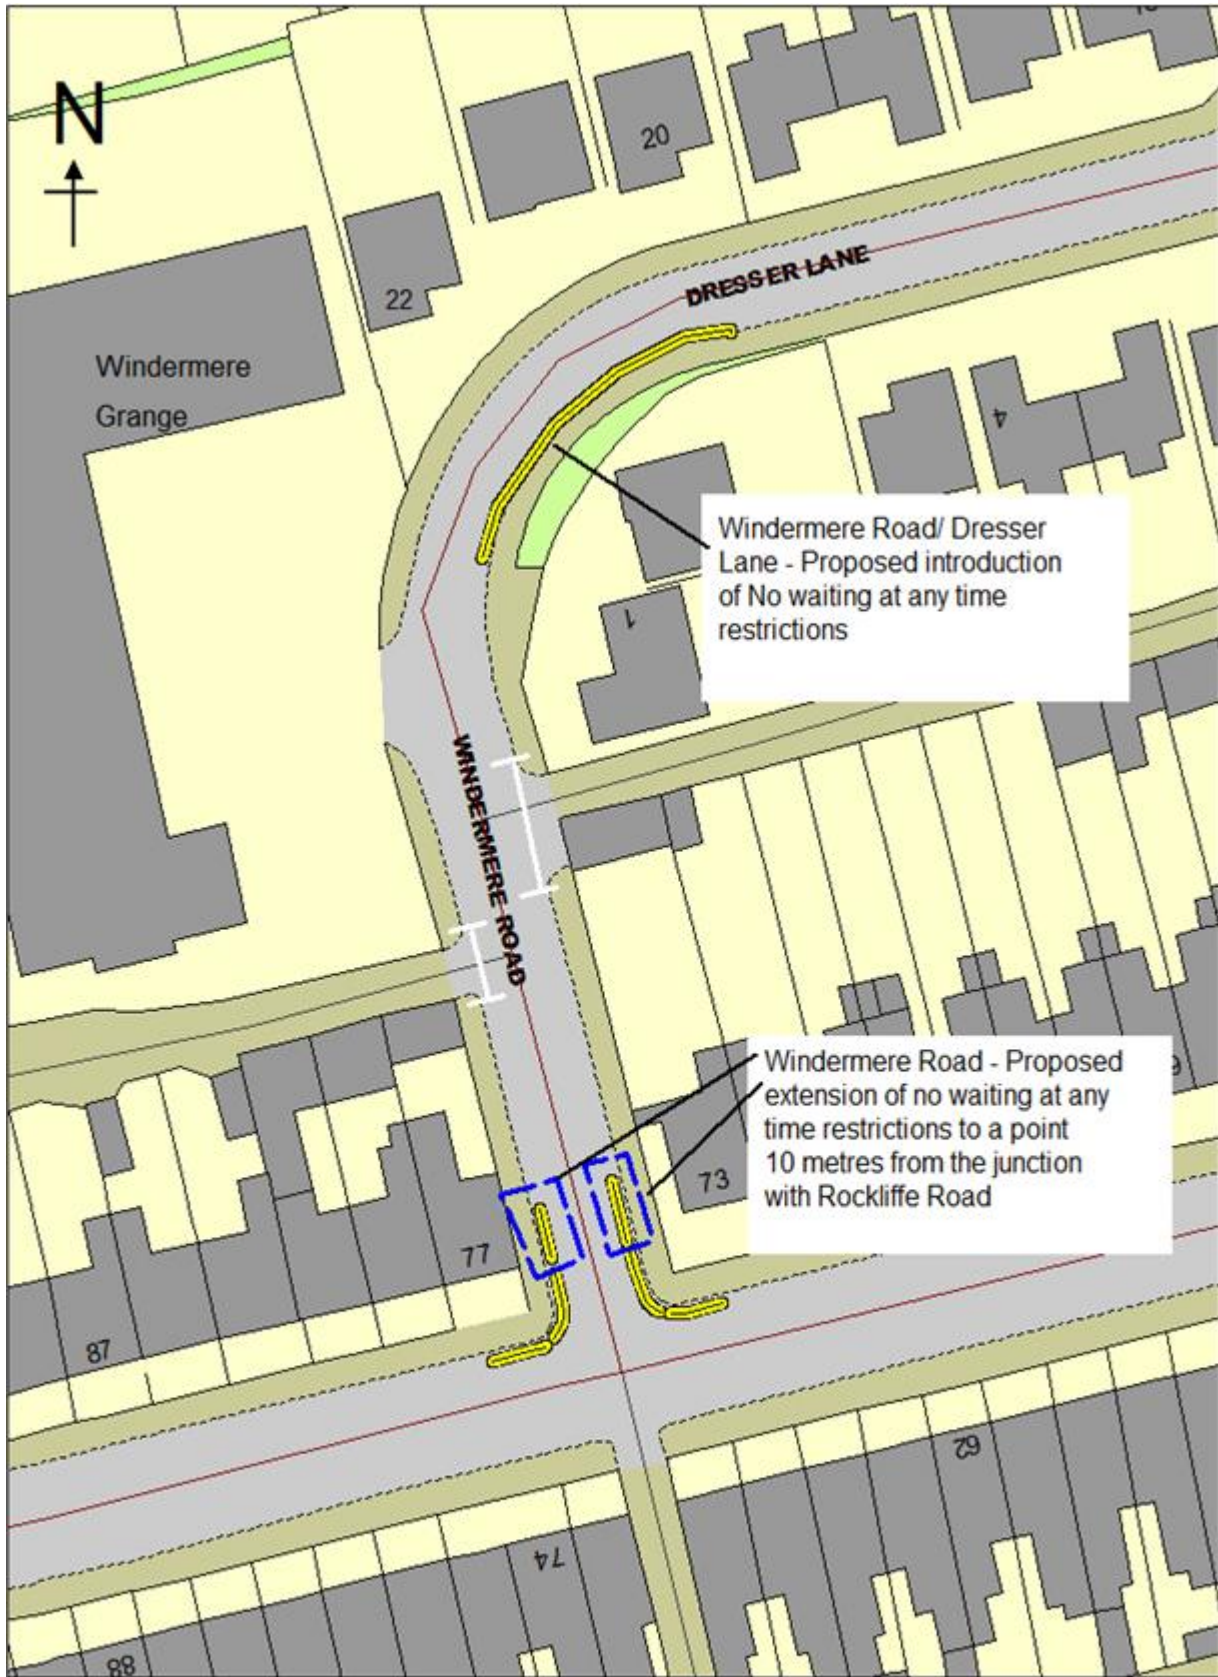 N
20
22
DRESSER LANE
Windermere
Grange
4
Windermere Road/ Dresser
Lane - Proposed introduction
of No waiting at any time
restrictions
1
WINDERMERE ROAD
Windermere Road - Proposed
extension of no waiting at any
time restrictions to a point
10 metres from the junction
with Rockliffe Road
73
77
87
62
74
88